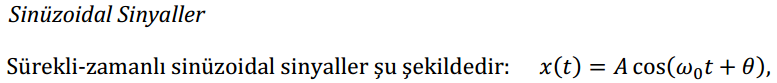 Sinüzoidal Sinyaller
Sürekli-zamanlı sinüzoidal sinyaller şu şekildedir: x(t) = A cos(ω₀t + θ),